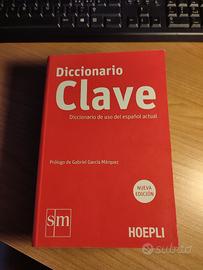 Diccionario
Clave
Diccionario de uso del español actual
Prólogo de Gabriel García Márquez
NUEVA
EDICIÓN
sm
HOEPLI
subito